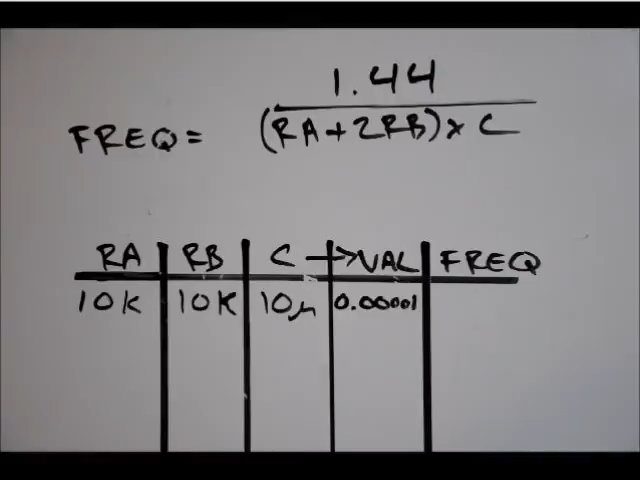 1.44
FREQ= (RA+2RB)×C
RA RB C →VAL FREQ
10K 10K 10μ 0.00001